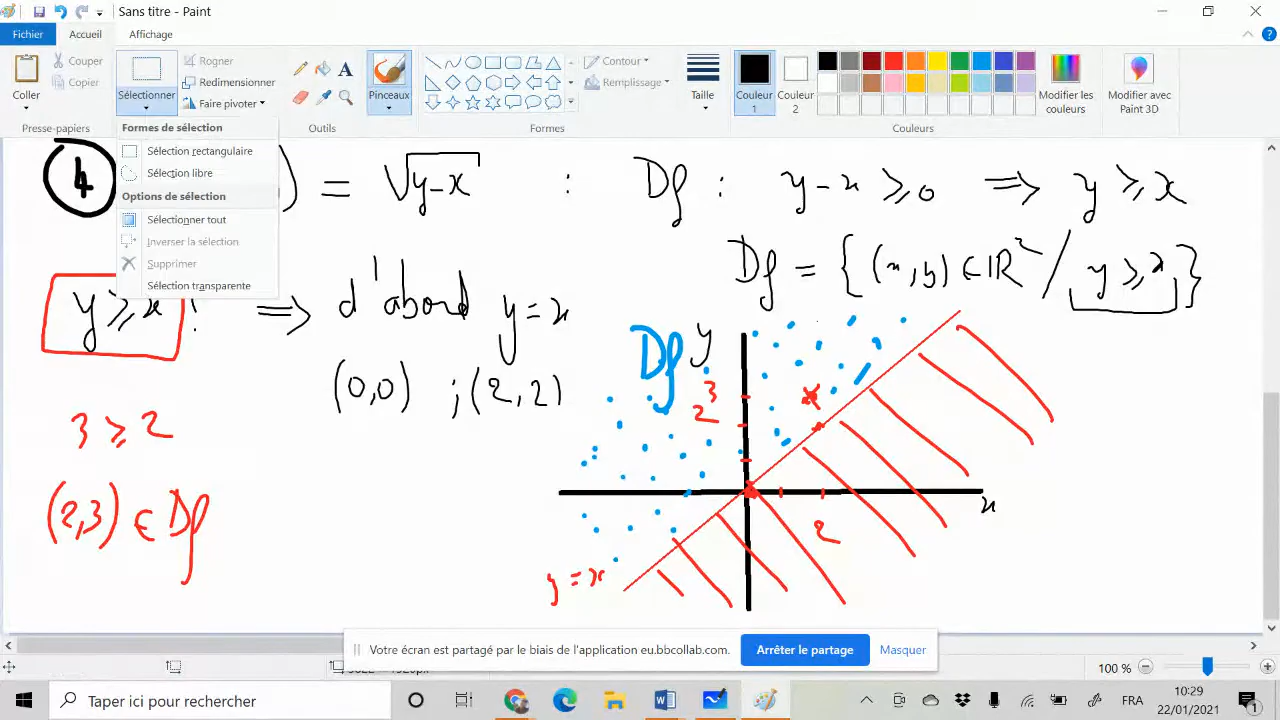 Sans titre - Paint
Fichier Accueil Affichage
Coller
Couper
Copier
Presse-papiers
Sélectionner
Rogner
Redimensionner
Faire pivoter
A
Outils
Pinceaux
Contour
Remplissage
Formes
Taille
Couleur 1
Couleur 2
Couleurs
Modifier les couleurs
Modifier avec Paint 3D
Formes de sélection
Sélection rectangulaire
Sélection libre
Options de sélection
Sélectionner tout
Inverser la sélection
Supprimer
Sélection transparente
4 ) = √y-x : Df : y-x ≥ 0 ⟹ y ≥ x
Df = { (x,y) ∈ IR² / y ≥ x }
y ≥ x ! ⟹ d'abord y = x
(0,0) ; (2,2)
3 ≥ 2
(2,3) ∈ Df
Df
y
3
2
x
2
y = x
Votre écran est partagé par le biais de l'application eu.bbcollab.com.
Arrêter le partage
Masquer
100 %
Taper ici pour rechercher
FRA
10:29
22/01/2021
1